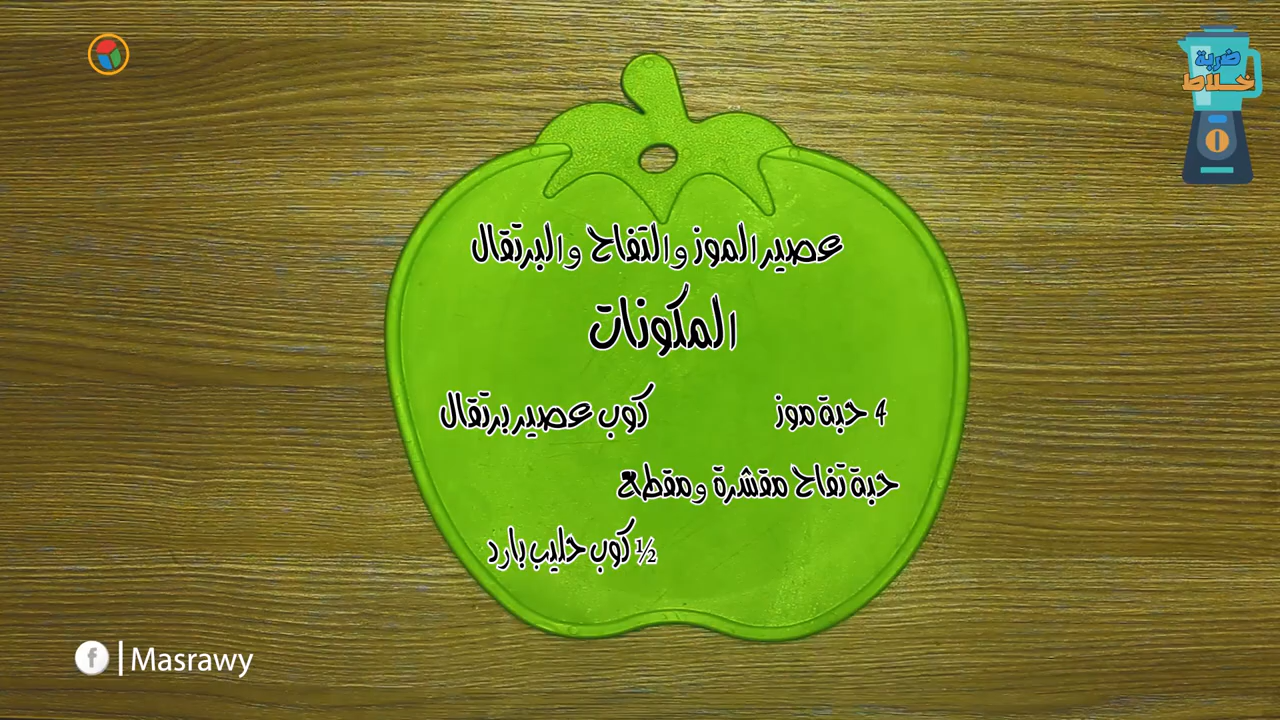 ضربة
خلاط
عصير الموز والتفاح والبرتقال
المكونات
4 حبة موز
كوب عصير برتقال
حبة تفاح مقشرة ومقطع
½ كوب حليب بارد
f | Masrawy